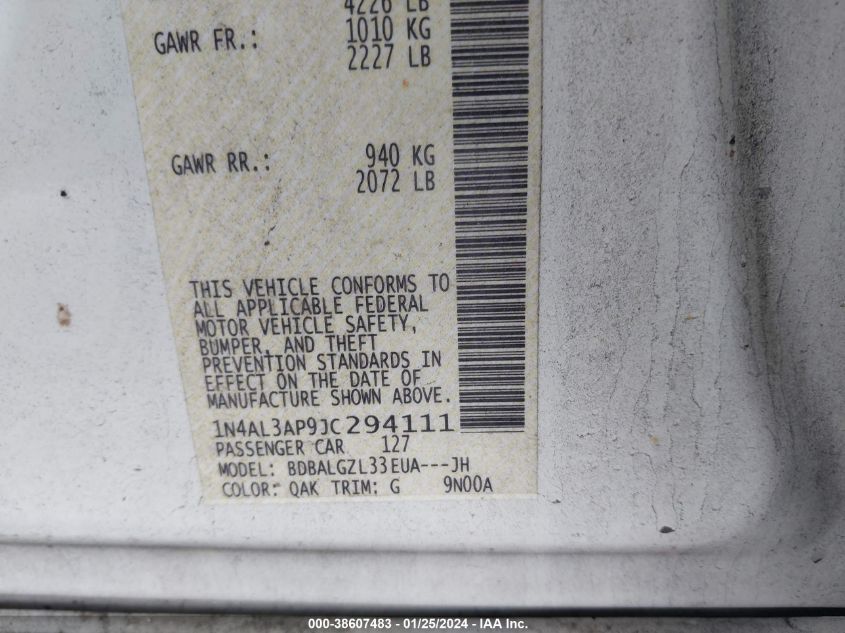 4226 LB
GAWR FR.: 1010 KG
2227 LB
GAWR RR.: 940 KG
2072 LB
THIS VEHICLE CONFORMS TO
ALL APPLICABLE FEDERAL
MOTOR VEHICLE SAFETY,
BUMPER, AND THEFT
PREVENTION STANDARDS IN
EFFECT ON THE DATE OF
MANUFACTURE SHOWN ABOVE.
1N4AL3AP9JC294111
PASSENGER CAR 127
MODEL: BDBALGZL33EUA---JH
COLOR: QAK TRIM: G 9N00A
000-38607483 - 01/25/2024 - IAA Inc.